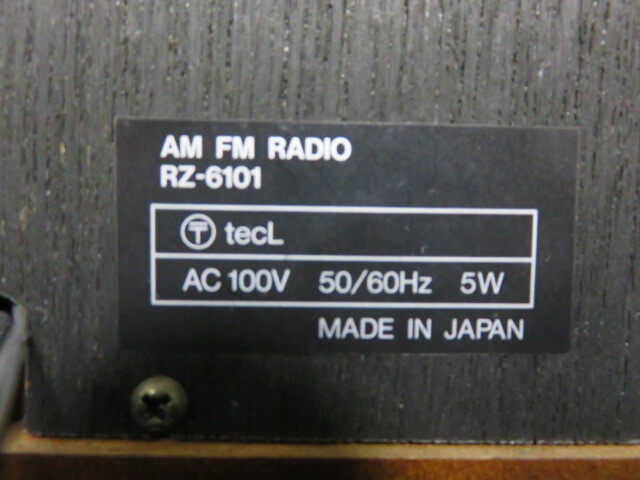 AM FM RADIO
RZ-6101
〒 tecL
AC 100V 50/60Hz 5W
MADE IN JAPAN